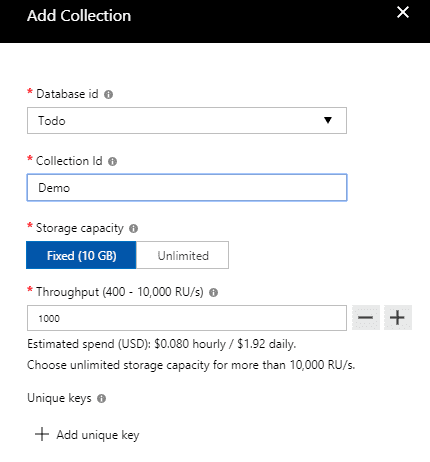 Add Collection
* Database id
Todo
* Collection Id
Demo
* Storage capacity
Fixed (10 GB) Unlimited
* Throughput (400 - 10,000 RU/s)
1000
Estimated spend (USD): $0.080 hourly / $1.92 daily.
Choose unlimited storage capacity for more than 10,000 RU/s.
Unique keys
Add unique key